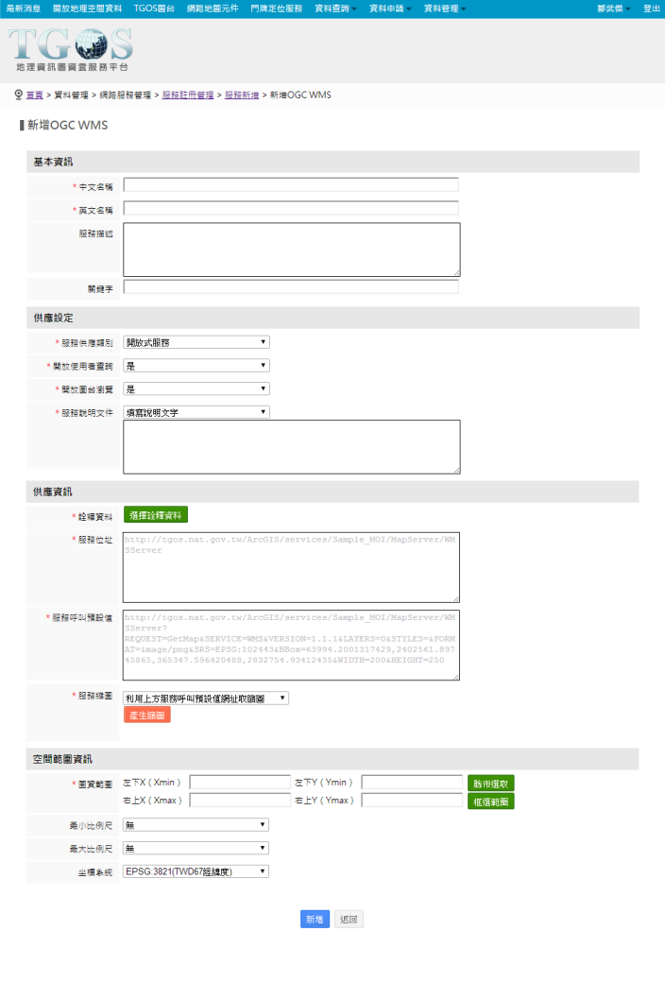 最新消息 開放地理空間資料 TGOS圖台 網路地圖元件 門牌定位服務 資料查詢 資料申請 資料管理 鄒武傑 登出
TGOS
地理資訊圖資雲服務平台
首頁 > 資料管理 > 網路服務管理 > 服務註冊管理 > 服務新增 > 新增OGC WMS
新增OGC WMS
基本資訊
* 中文名稱
* 英文名稱
服務描述
關鍵字
供應設定
* 服務供應類別 開放式服務
* 開放使用者查詢 是
* 開放圖台瀏覽 是
* 服務說明文件 填寫說明文字
供應資訊
* 詮釋資料 選擇詮釋資料
* 服務位址 http://tgos.nat.gov.tw/ArcGIS/services/Sample_MOI/MapServer/WM
SServer
* 服務呼叫預設值 http://tgos.nat.gov.tw/ArcGIS/services/Sample_MOI/MapServer/WM
SServer?
REQUEST=GetMap&SERVICE=WMS&VERSION=1.1.1&LAYERS=0&STYLES=&FORM
AT=image/png&SRS=EPSG:102443&BBox=63994.2001317429,2402561.897
45865,365347.596420488,2832754.93412435&WIDTH=200&HEIGHT=250
* 服務縮圖 利用上方服務呼叫預設值網址取縮圖
產生縮圖
空間範圍資訊
* 圖資範圍 左下X ( Xmin ) 左下Y ( Ymin ) 縣市選取
右上X ( Xmax ) 右上Y ( Ymax ) 框選範圍
最小比例尺 無
最大比例尺 無
坐標系統 EPSG:3821(TWD67經緯度)
新增 返回